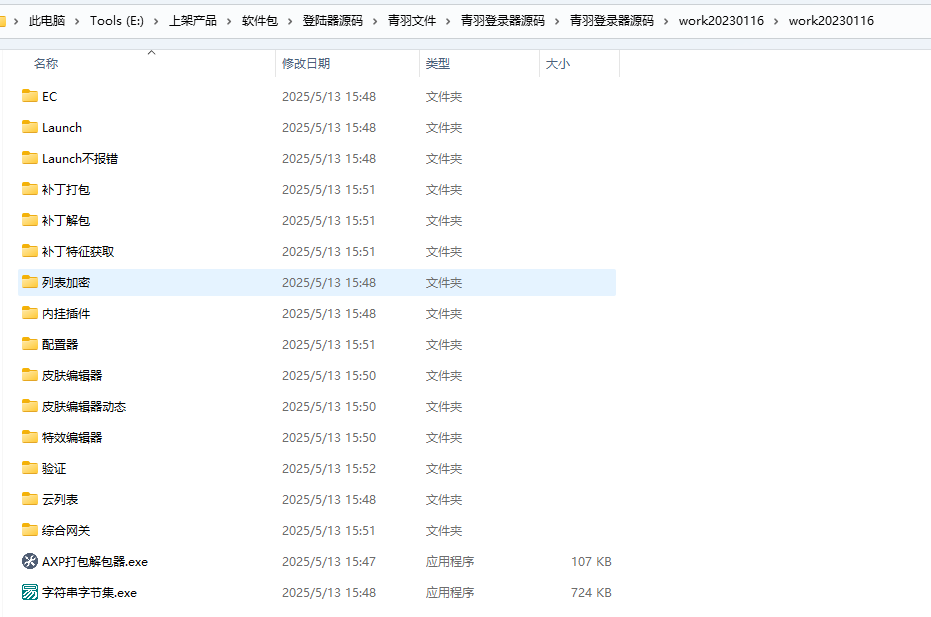 此电脑 › Tools (E:) › 上架产品 › 软件包 › 登陆器源码 › 青羽文件 › 青羽登录器源码 › 青羽登录器源码 › work20230116 › work20230116
名称 修改日期 类型 大小
EC 2025/5/13 15:48 文件夹
Launch 2025/5/13 15:48 文件夹
Launch不报错 2025/5/13 15:48 文件夹
补丁打包 2025/5/13 15:51 文件夹
补丁解包 2025/5/13 15:51 文件夹
补丁特征获取 2025/5/13 15:51 文件夹
列表加密 2025/5/13 15:48 文件夹
内挂插件 2025/5/13 15:48 文件夹
配置器 2025/5/13 15:51 文件夹
皮肤编辑器 2025/5/13 15:50 文件夹
皮肤编辑器动态 2025/5/13 15:50 文件夹
特效编辑器 2025/5/13 15:50 文件夹
验证 2025/5/13 15:52 文件夹
云列表 2025/5/13 15:48 文件夹
综合网关 2025/5/13 15:51 文件夹
AXP打包解包器.exe 2025/5/13 15:47 应用程序 107 KB
字符串字节集.exe 2025/5/13 15:48 应用程序 724 KB